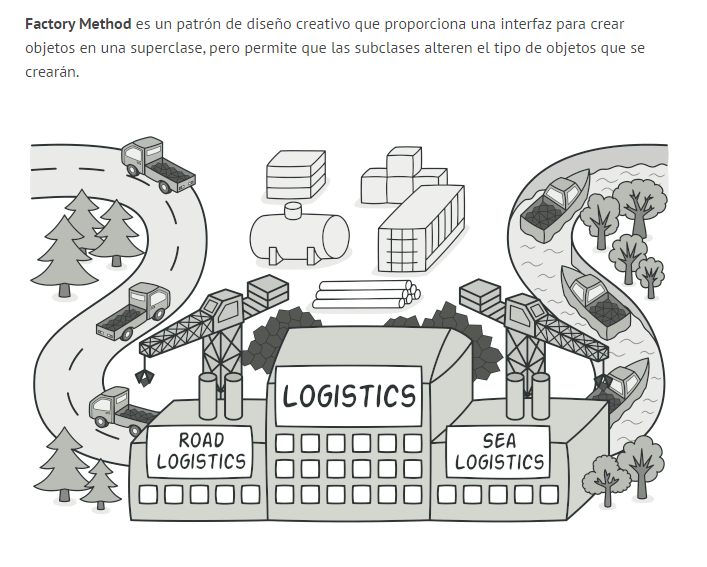 Factory Method es un patrón de diseño creativo que proporciona una interfaz para crear
objetos en una superclase, pero permite que las subclases alteren el tipo de objetos que se
crearán.
LOGISTICS
ROAD
LOGISTICS
SEA
LOGISTICS